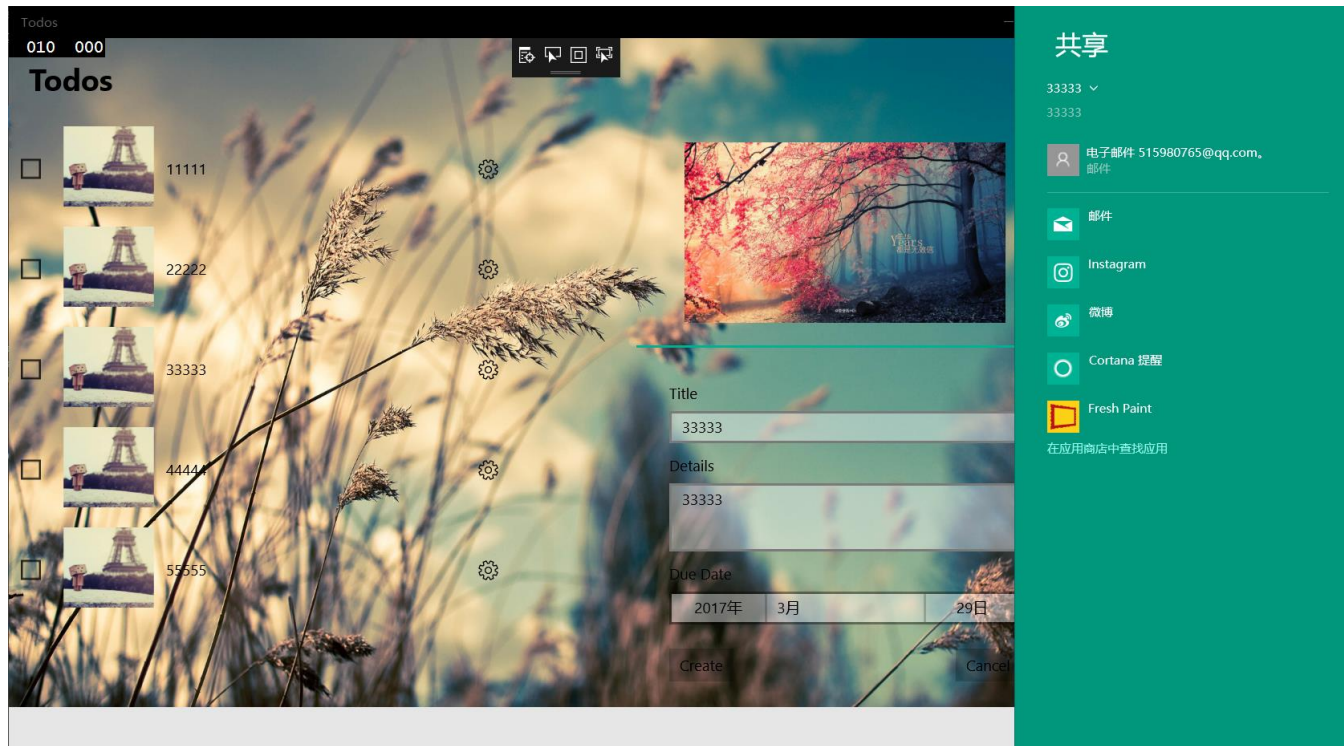 Todos
010 000
Todos
11111
22222
33333
44444
55555
Years
Title
33333
Details
33333
Due Date
2017年 3月 29日
Create Cancel
共享
33333
33333
电子邮件 515980765@qq.com。
邮件
邮件
Instagram
微博
Cortana 提醒
Fresh Paint
在应用商店中查找应用